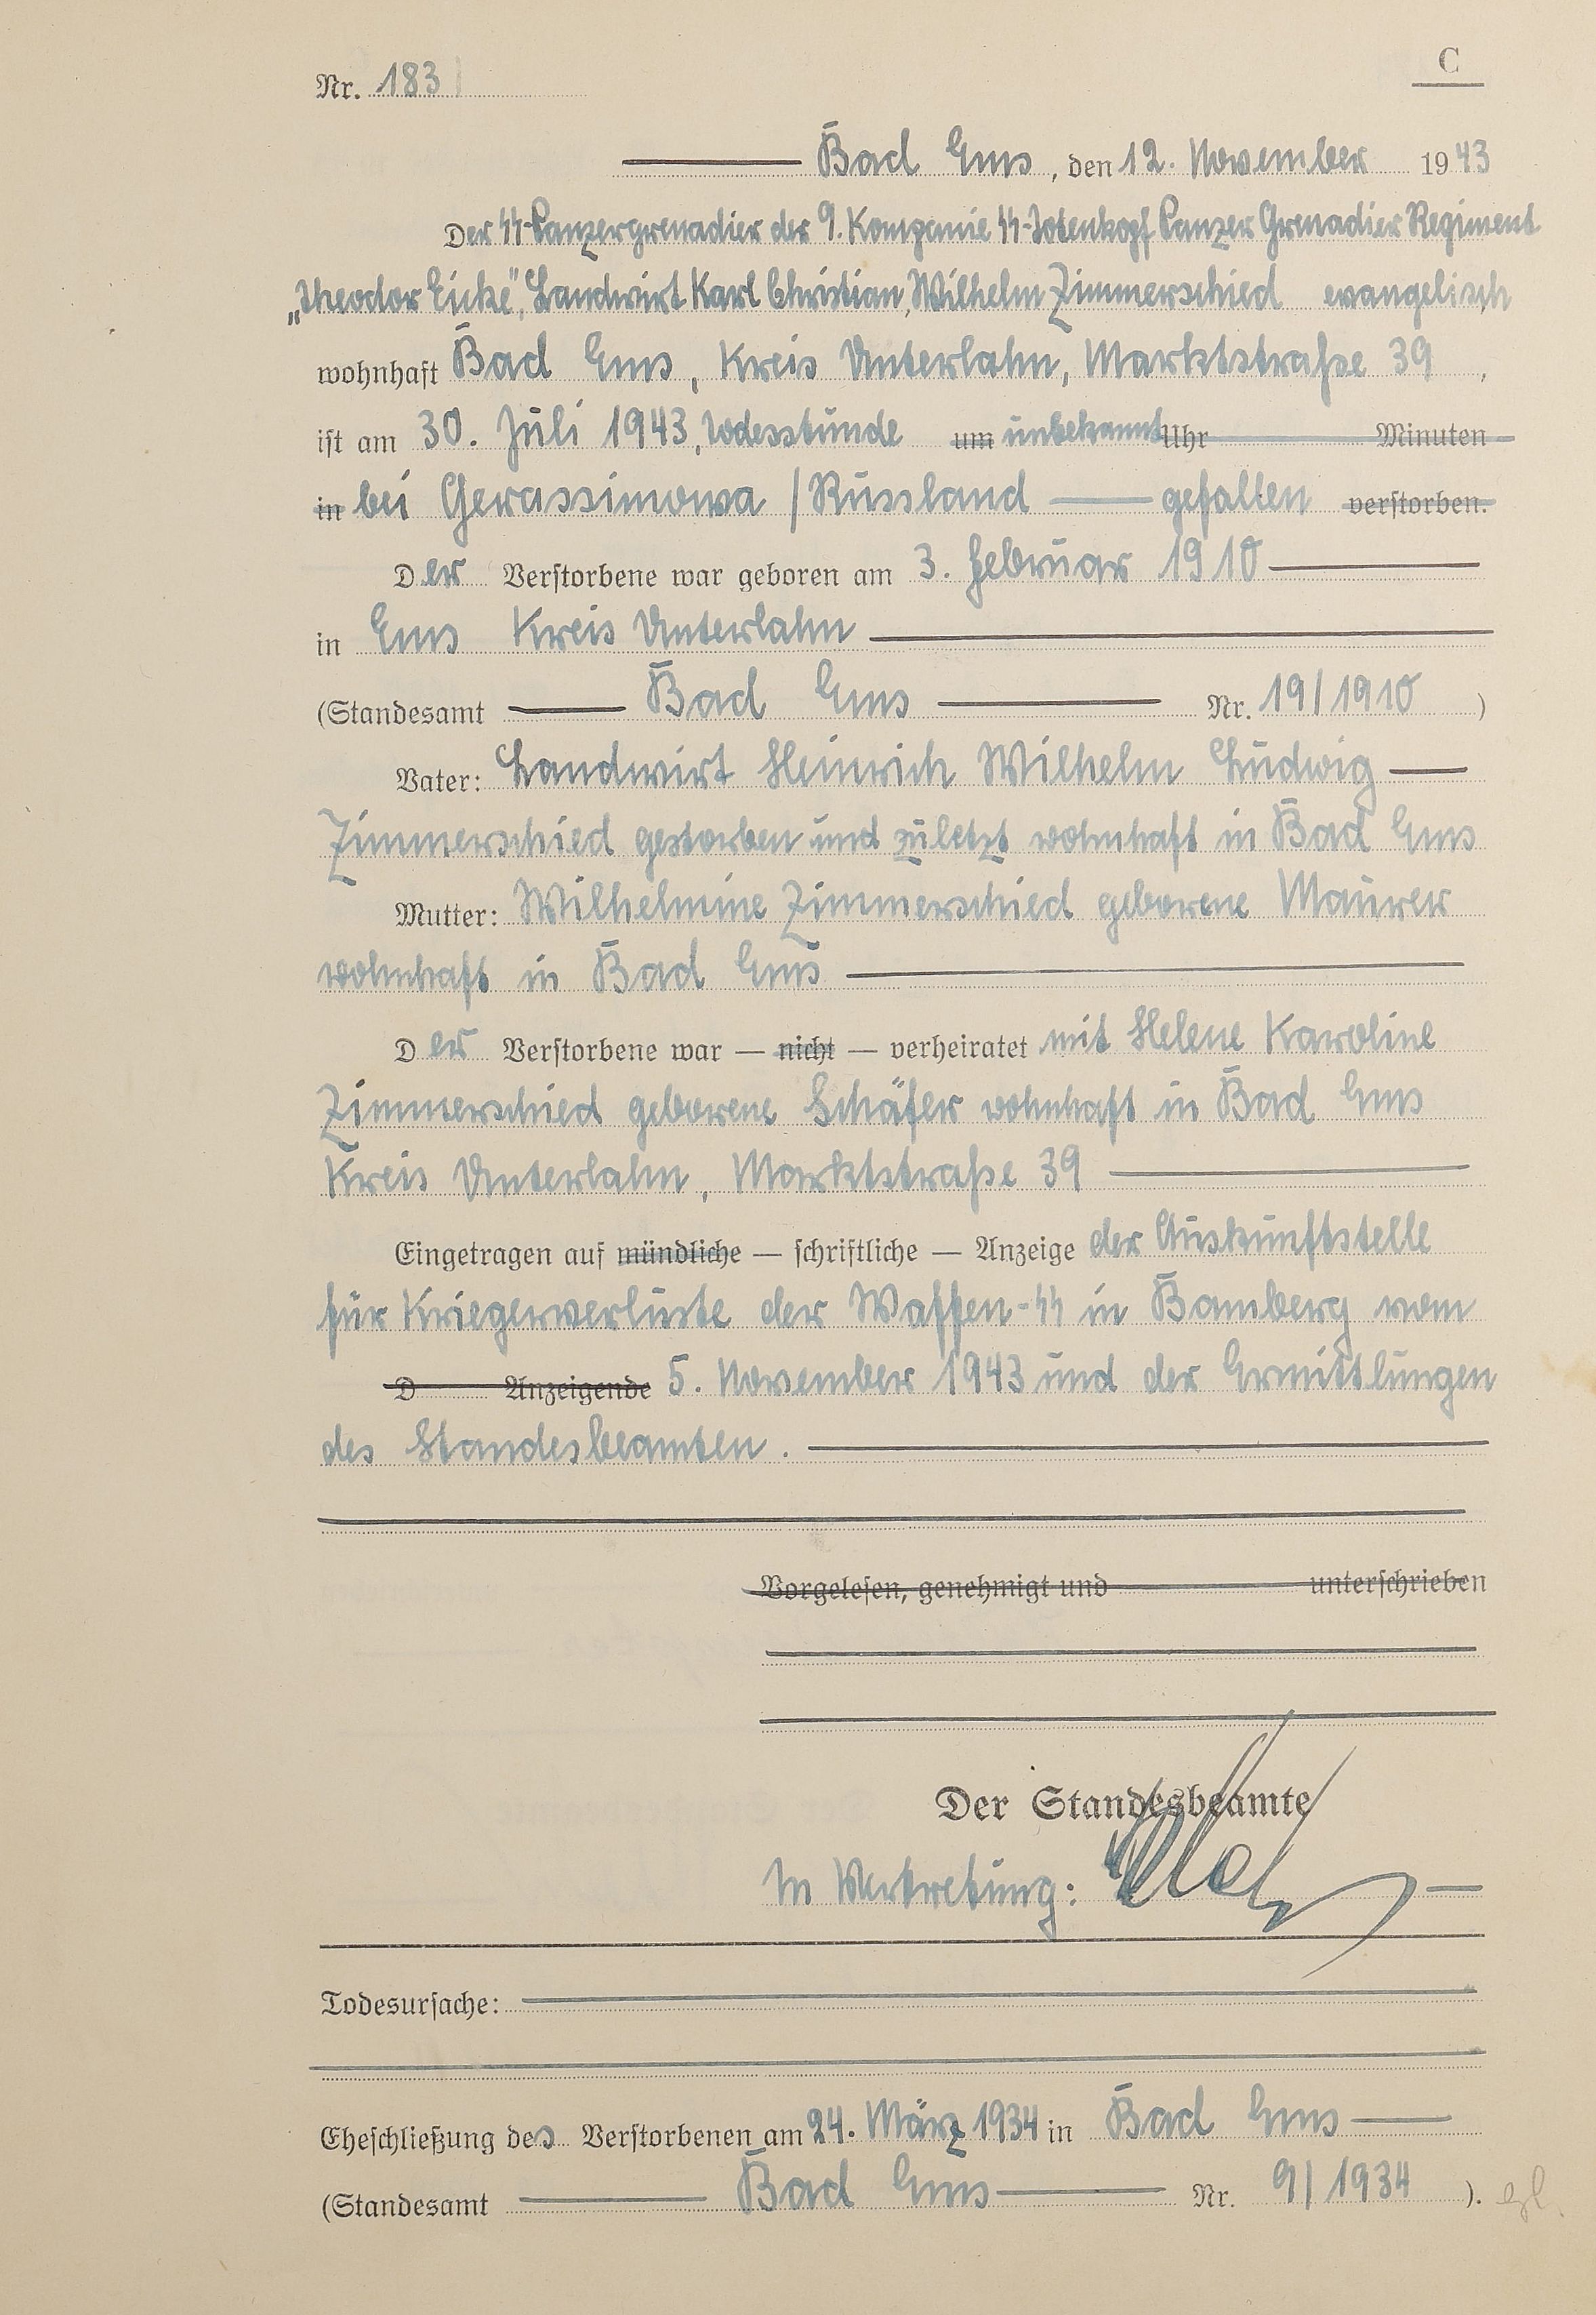 C
Nr. 183
Bad Ems, den 12. November 1943
Der SS-Panzergrenadier der 9. Kompanie SS-Totenkopf Panzer Grenadier Regiment
„Theodor Eicke", Landwirt Karl Christian, Wilhelm Zimmerschied evangelisch
wohnhaft Bad Ems, Kreis Unterlahn, Marktstraße 39,
ist am 30. Juli 1943, Todesstunde um unbekannt Uhr Minuten
in bei Gerassimowa / Russland gefallen verstorben.
Der Verstorbene war geboren am 3. Februar 1910
in Ems Kreis Unterlahn
(Standesamt Bad Ems Nr. 19/1910 )
Vater: Landwirt Heinrich Wilhelm Ludwig
Zimmerschied gestorben und zuletzt wohnhaft in Bad Ems
Mutter: Wilhelmine Zimmerschied geborene Maurer
wohnhaft in Bad Ems
Der Verstorbene war — nicht — verheiratet mit Helene Karoline
Zimmerschied geborene Schäfer wohnhaft in Bad Ems
Kreis Unterlahn, Marktstraße 39
Eingetragen auf mündliche — schriftliche — Anzeige der Auskunftstelle
für Kriegerverluste der Waffen-SS in Bamberg vom
D Anzeigende 5. November 1943 und der Ermittlungen
des Standesbeamten.
Vorgelesen, genehmigt und unterschrieben
Der Standesbeamte
In Vertretung:
Todesursache:
Eheschließung des Verstorbenen am 24. März 1934 in Bad Ems
(Standesamt Bad Ems Nr. 9/1934 ).